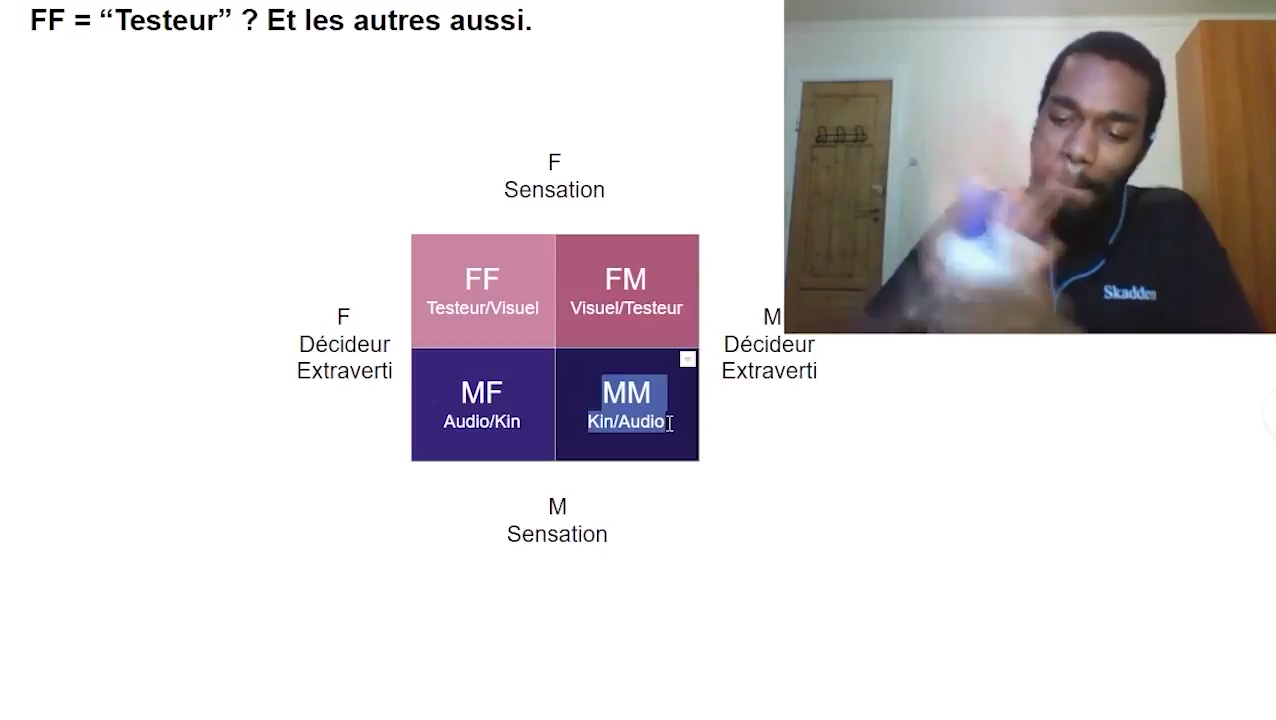 FF = “Testeur” ? Et les autres aussi.
F
Sensation
FF
Testeur/Visuel
FM
Visuel/Testeur
F
Décideur
Extraverti
M
Décideur
Extraverti
MF
Audio/Kin
MM
Kin/Audio
M
Sensation
Skadden